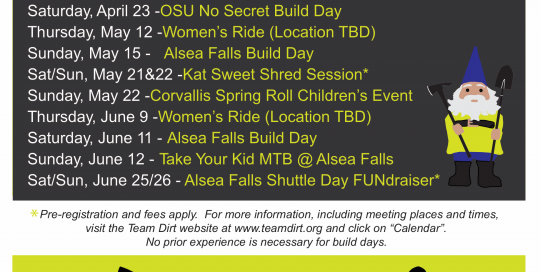 Saturday, April 23 -OSU No Secret Build Day
Thursday, May 12 -Women's Ride (Location TBD)
Sunday, May 15 - Alsea Falls Build Day
Sat/Sun, May 21&22 -Kat Sweet Shred Session*
Sunday, May 22 -Corvallis Spring Roll Children's Event
Thursday, June 9 -Women's Ride (Location TBD)
Saturday, June 11 - Alsea Falls Build Day
Sunday, June 12 - Take Your Kid MTB @ Alsea Falls
Sat/Sun, June 25/26 - Alsea Falls Shuttle Day FUNdraiser*
*Pre-registration and fees apply. For more information, including meeting places and times,
visit the Team Dirt website at www.teamdirt.org and click on “Calendar”.
No prior experience is necessary for build days.